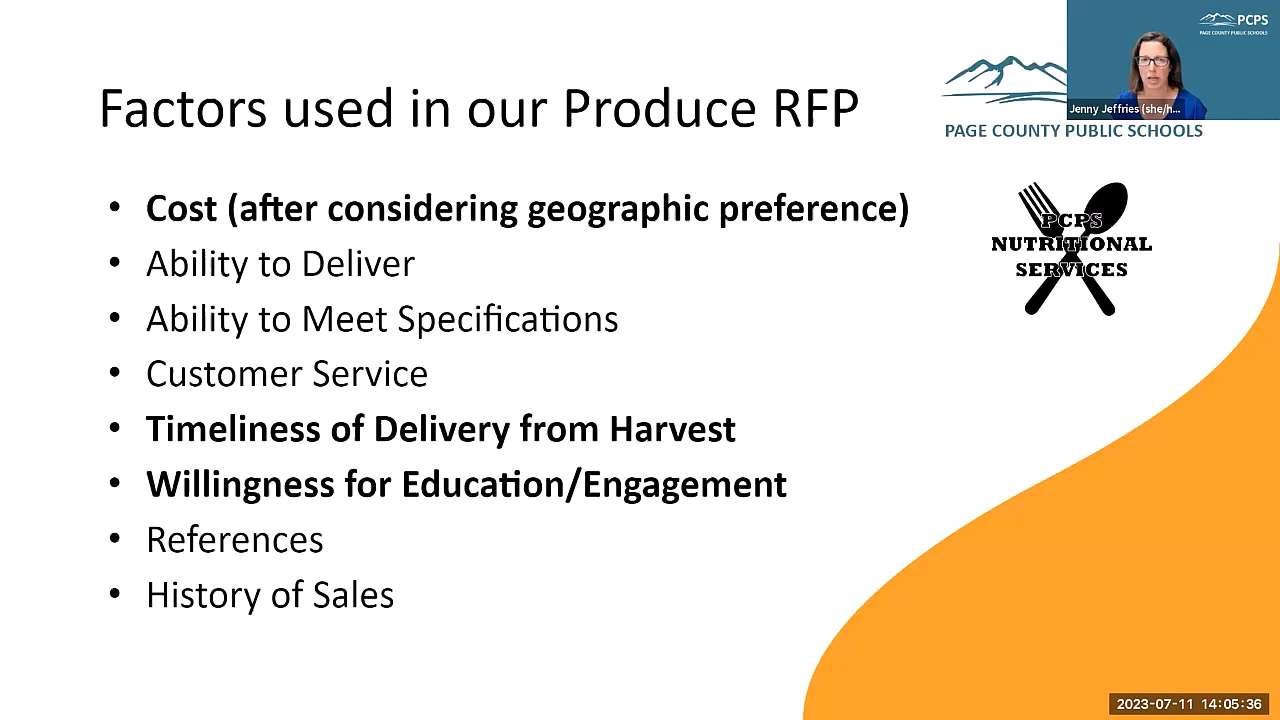 Factors used in our Produce RFP
• Cost (after considering geographic preference)
• Ability to Deliver
• Ability to Meet Specifications
• Customer Service
• Timeliness of Delivery from Harvest
• Willingness for Education/Engagement
• References
• History of Sales
PAGE COUNTY PUBLIC SCHOOLS
PCPS
NUTRITIONAL
SERVICES
PCPS
PAGE COUNTY PUBLIC SCHOOLS
Jenny Jeffries (she/h...
2023-07-11 14:05:36